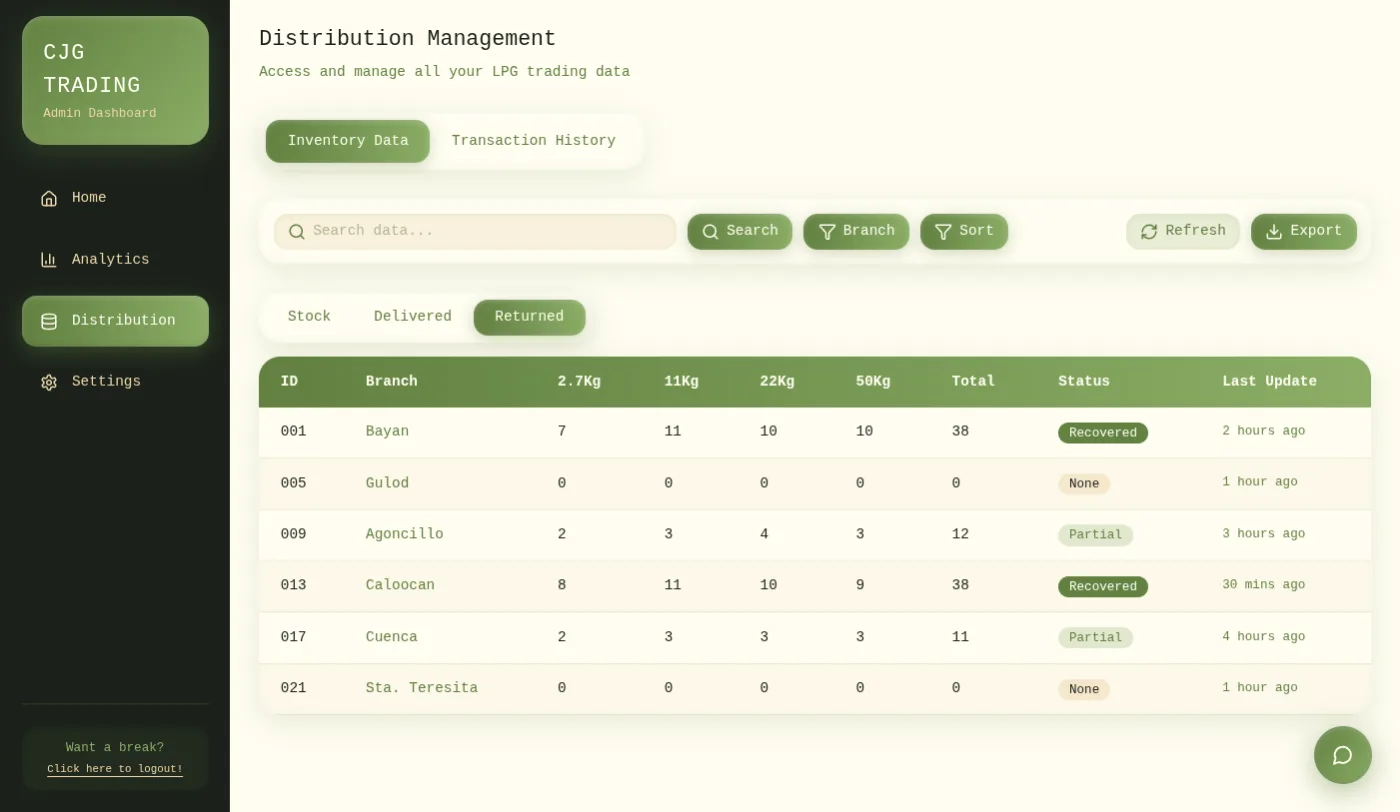 CJG
TRADING
Admin Dashboard
Home
Analytics
Distribution
Settings
Want a break?
Click here to logout!
Distribution Management
Access and manage all your LPG trading data
Inventory Data Transaction History
Search data... Search Branch Sort Refresh Export
Stock Delivered Returned
ID Branch 2.7Kg 11Kg 22Kg 50Kg Total Status Last Update
001 Bayan 7 11 10 10 38 Recovered 2 hours ago
005 Gulod 0 0 0 0 0 None 1 hour ago
009 Agoncillo 2 3 4 3 12 Partial 3 hours ago
013 Caloocan 8 11 10 9 38 Recovered 30 mins ago
017 Cuenca 2 3 3 3 11 Partial 4 hours ago
021 Sta. Teresita 0 0 0 0 0 None 1 hour ago